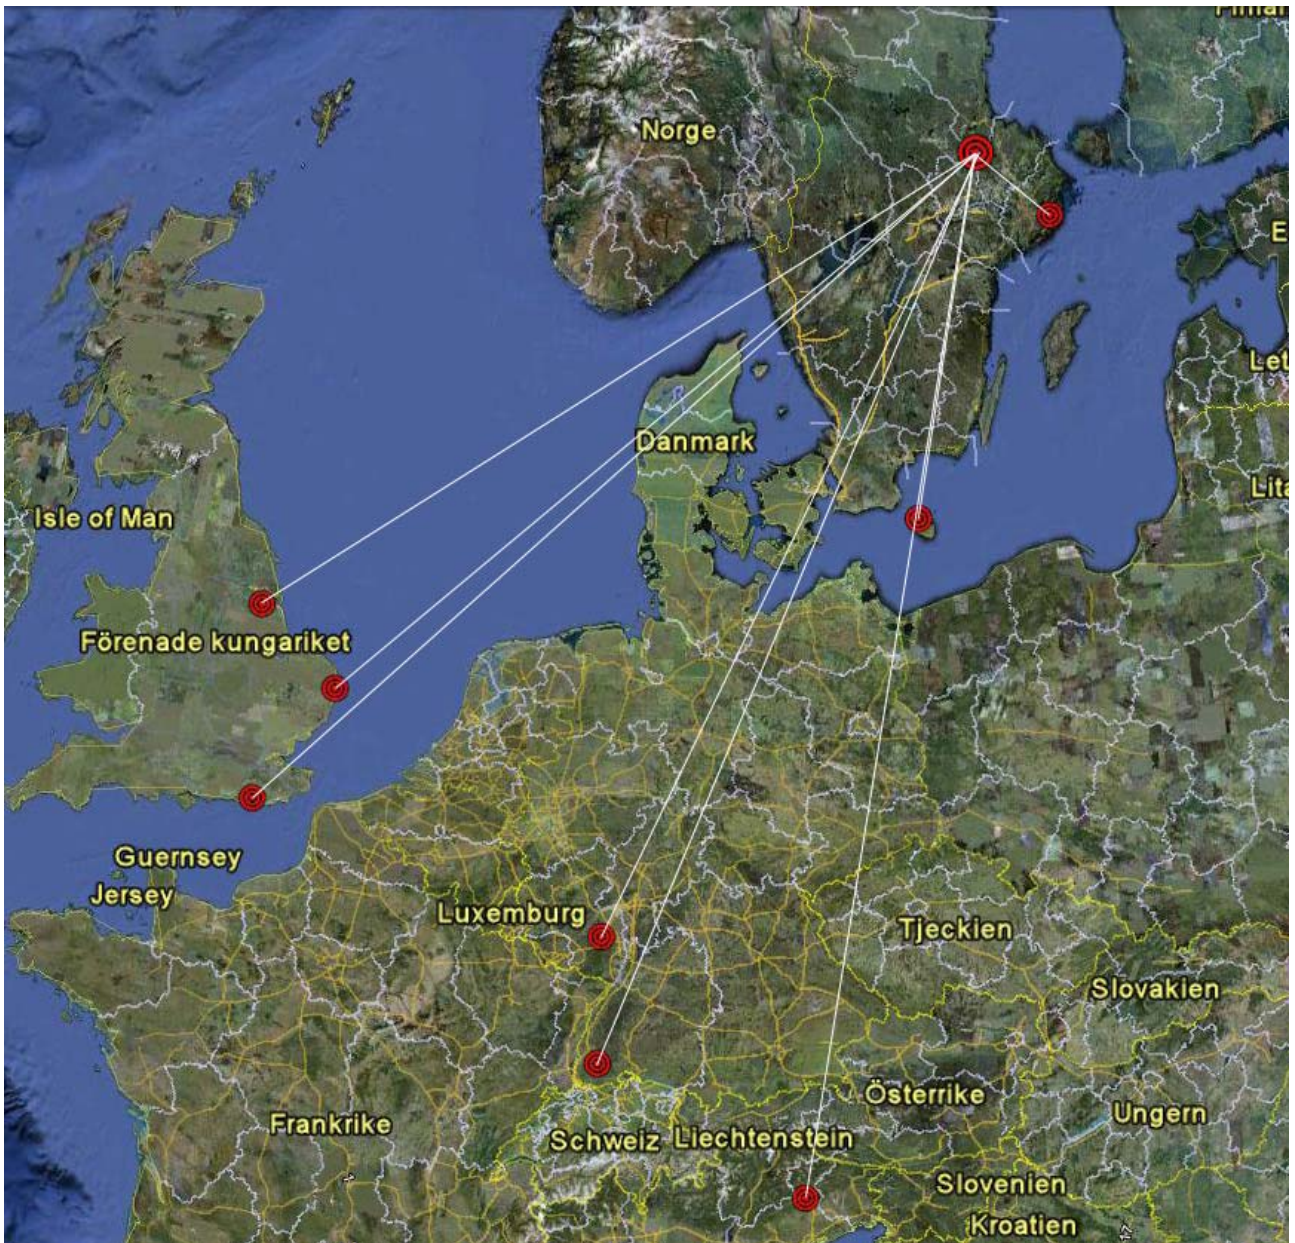 Norge
Danmark
Isle of Man
Förenade kungariket
Guernsey
Jersey
Luxemburg
Tjeckien
Slovakien
Österrike
Ungern
Frankrike
Schweiz
Liechtenstein
Slovenien
Kroatien